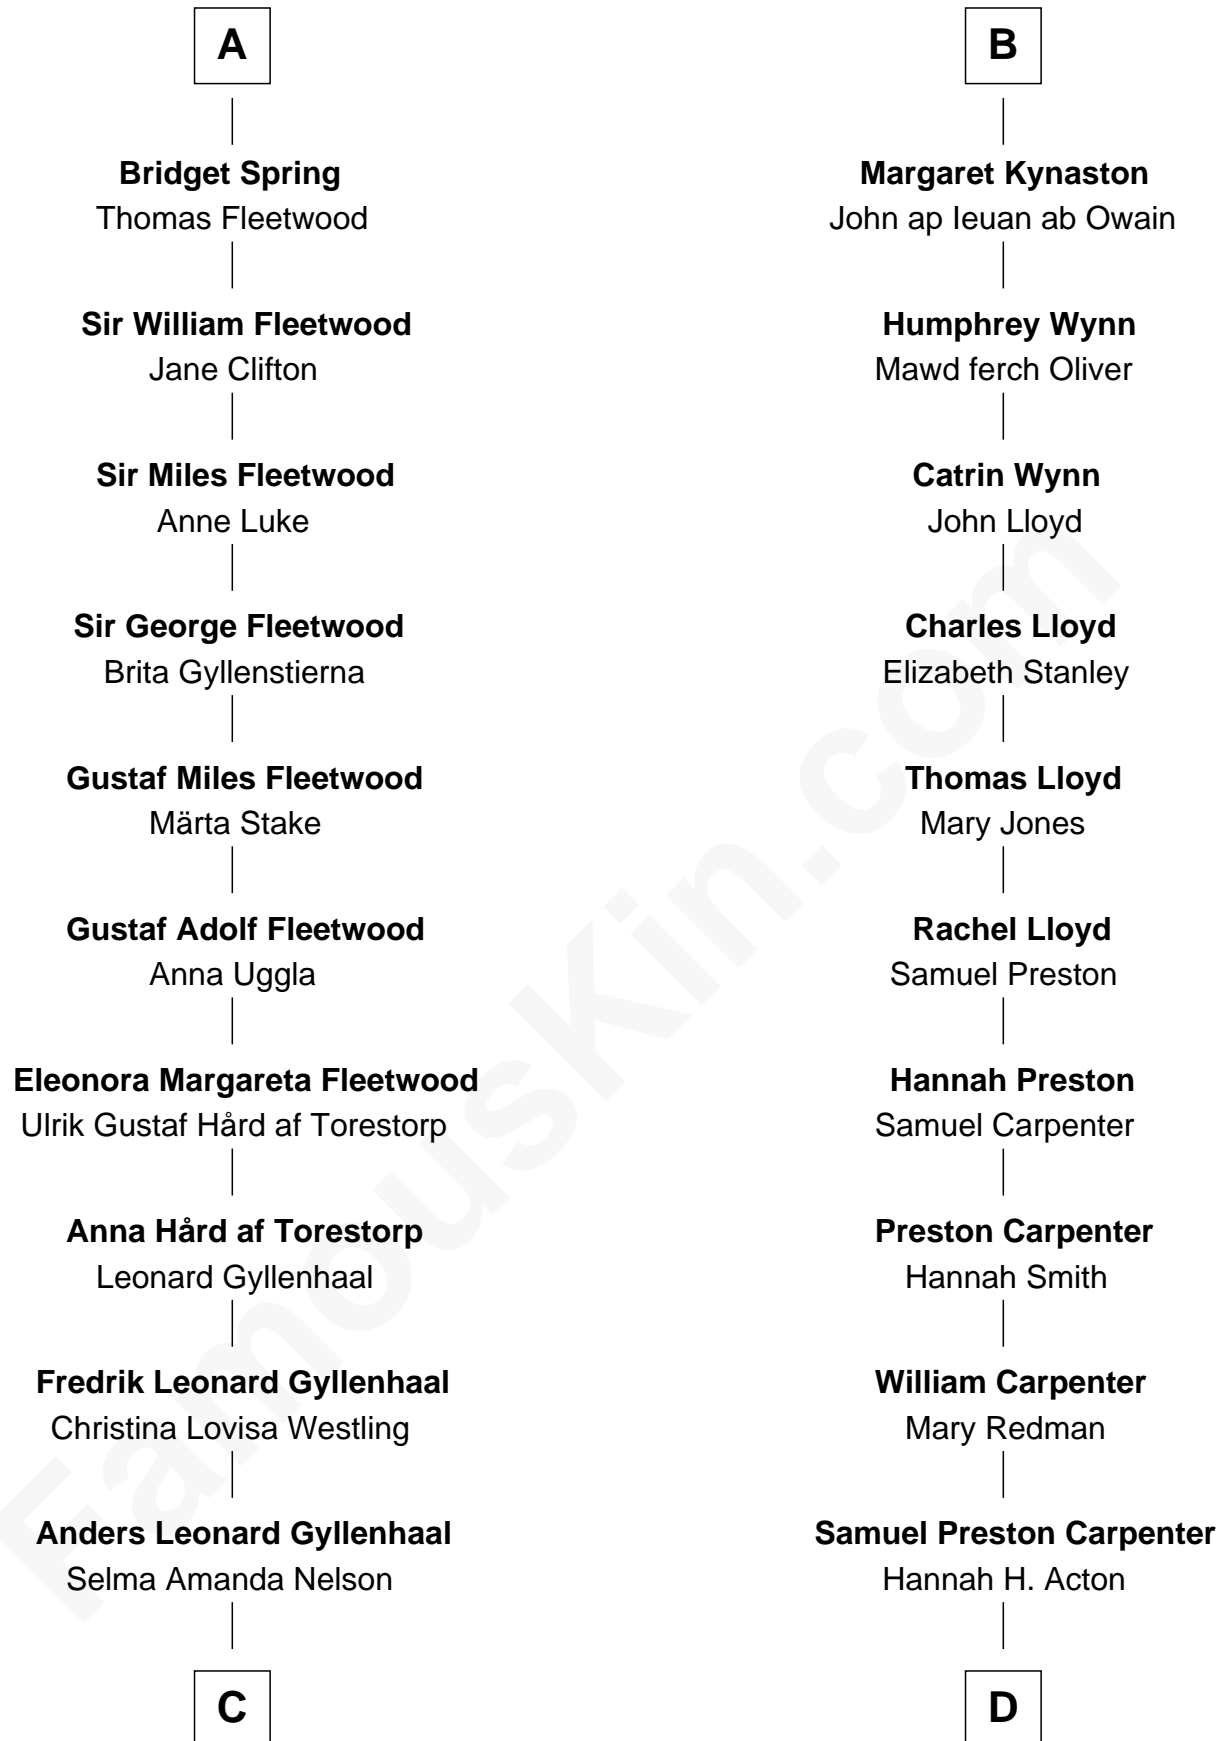 A
Bridget Spring
Thomas Fleetwood
Sir William Fleetwood
Jane Clifton
Sir Miles Fleetwood
Anne Luke
Sir George Fleetwood
Brita Gyllenstierna
Gustaf Miles Fleetwood
Märta Stake
Gustaf Adolf Fleetwood
Anna Uggla
Eleonora Margareta Fleetwood
Ulrik Gustaf Hård af Torestorp
Anna Hård af Torestorp
Leonard Gyllenhaal
Fredrik Leonard Gyllenhaal
Christina Lovisa Westling
Anders Leonard Gyllenhaal
Selma Amanda Nelson
C
B
Margaret Kynaston
John ap Ieuan ab Owain
Humphrey Wynn
Mawd ferch Oliver
Catrin Wynn
John Lloyd
Charles Lloyd
Elizabeth Stanley
Thomas Lloyd
Mary Jones
Rachel Lloyd
Samuel Preston
Hannah Preston
Samuel Carpenter
Preston Carpenter
Hannah Smith
William Carpenter
Mary Redman
Samuel Preston Carpenter
Hannah H. Acton
D
FamousKin.com